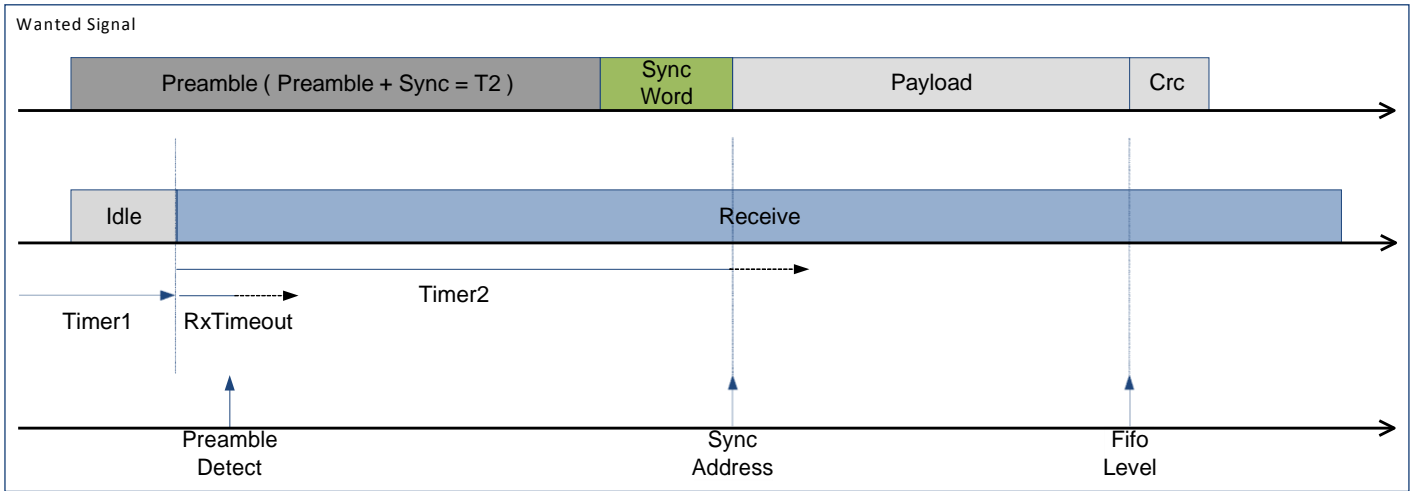 Wanted Signal
Preamble ( Preamble + Sync = T2 )
Sync
Word
Payload
Crc
Idle
Receive
Timer2
Timer1
RxTimeout
Preamble
Detect
Sync
Address
Fifo
Level